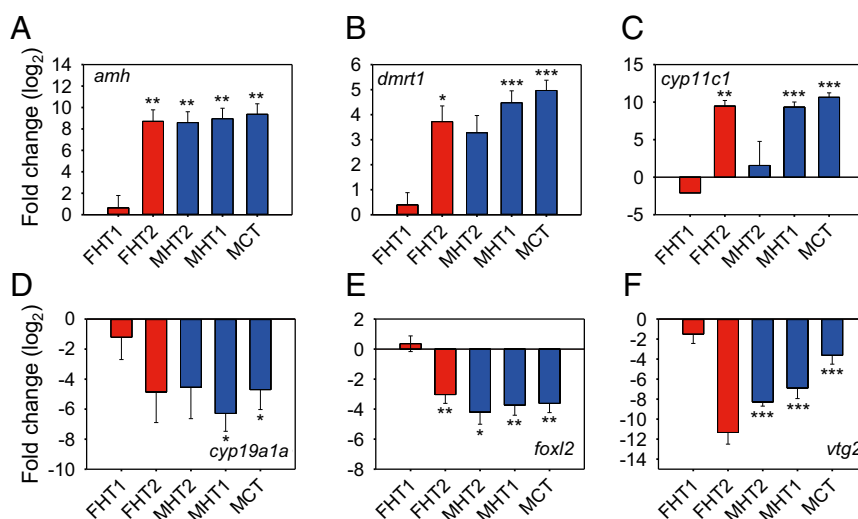 A
B
C
Fold change (log2)
14
12
10
8
6
4
2
0
amh
**
**
**
**
FHT1
FHT2
MHT2
MHT1
MCT
6
5
4
3
2
1
0
dmrt1
*
***
***
FHT1
FHT2
MHT2
MHT1
MCT
15
10
5
0
-5
cyp11c1
**
***
***
FHT1
FHT2
MHT2
MHT1
MCT
D
E
F
Fold change (log2)
0
-2
-4
-6
-8
-10
*
*
cyp19a1a
FHT1
FHT2
MHT2
MHT1
MCT
2
0
-2
-4
-6
-8
**
*
**
**
foxl2
FHT1
FHT2
MHT2
MHT1
MCT
0
-2
-4
-6
-8
-10
-12
-14
***
***
***
vtg2
FHT1
FHT2
MHT2
MHT1
MCT